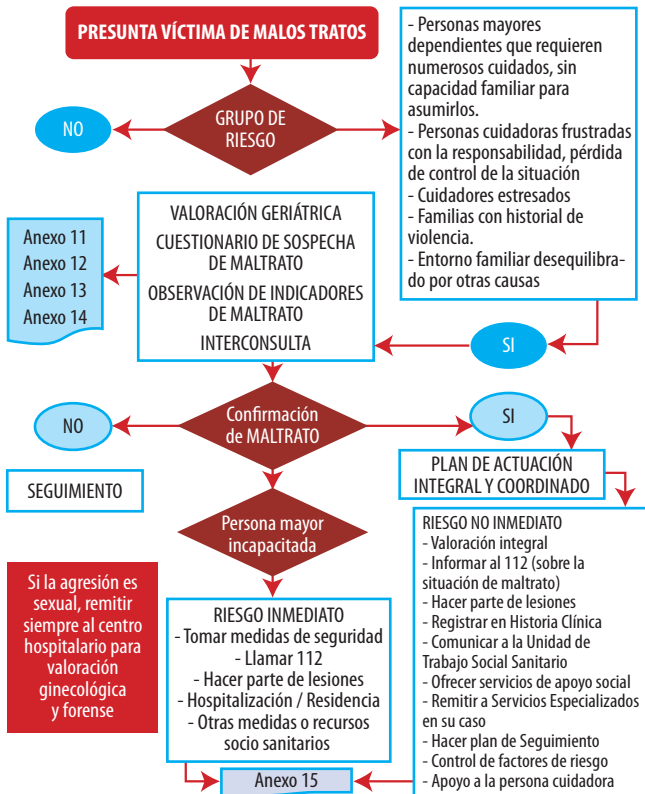 PRESUNTA VÍCTIMA DE MALOS TRATOS
GRUPO DE
RIESGO
NO
- Personas mayores
dependientes que requieren
numerosos cuidados, sin
capacidad familiar para
asumirlos.
- Personas cuidadoras frustradas
con la responsabilidad, pérdida
de control de la situación
- Cuidadores estresados
- Familias con historial de
violencia.
- Entorno familiar desequilibra-
do por otras causas
SI
VALORACIÓN GERIÁTRICA
CUESTIONARIO DE SOSPECHA
DE MALTRATO
OBSERVACIÓN DE INDICADORES
DE MALTRATO
INTERCONSULTA
Anexo 11
Anexo 12
Anexo 13
Anexo 14
Confirmación
de MALTRATO
NO
SI
SEGUIMIENTO
PLAN DE ACTUACIÓN
INTEGRAL Y COORDINADO
Persona mayor
incapacitada
Si la agresión es
sexual, remitir
siempre al centro
hospitalario para
valoración
ginecológica
y forense
RIESGO INMEDIATO
- Tomar medidas de seguridad
- Llamar 112
- Hacer parte de lesiones
- Hospitalización / Residencia
- Otras medidas o recursos
socio sanitarios
RIESGO NO INMEDIATO
- Valoración integral
- Informar al 112 (sobre la
situación de maltrato)
- Hacer parte de lesiones
- Registrar en Historia Clínica
- Comunicar a la Unidad de
Trabajo Social Sanitario
- Ofrecer servicios de apoyo social
- Remitir a Servicios Especializados
en su caso
- Hacer plan de Seguimiento
- Control de factores de riesgo
- Apoyo a la persona cuidadora
Anexo 15